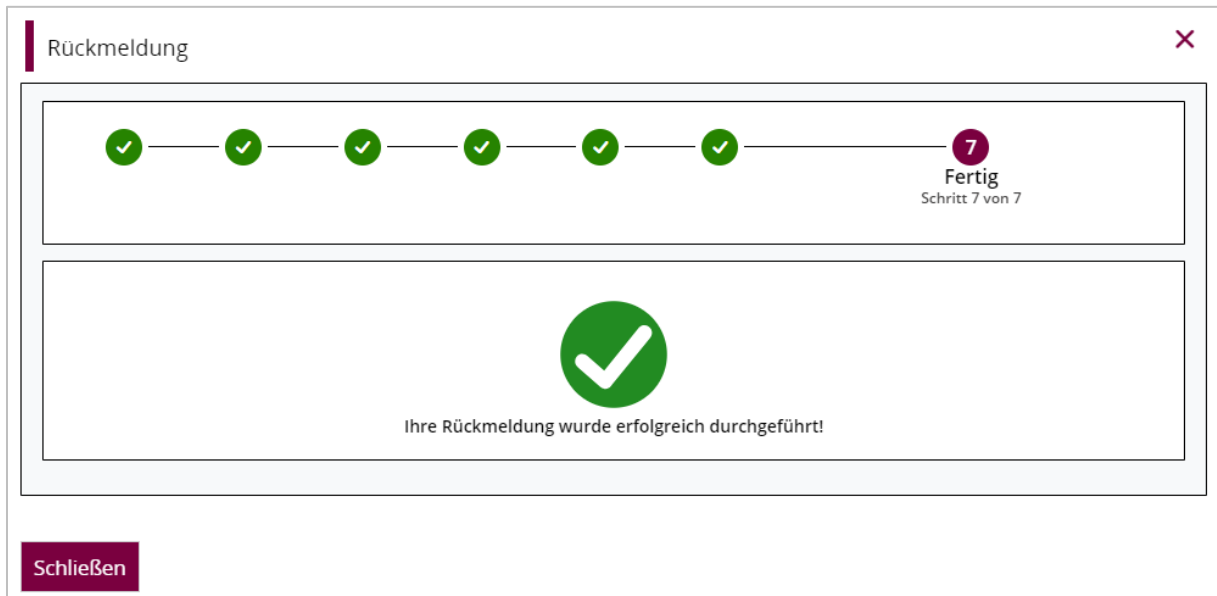 Rückmeldung
7
Fertig
Schritt 7 von 7
Ihre Rückmeldung wurde erfolgreich durchgeführt!
Schließen